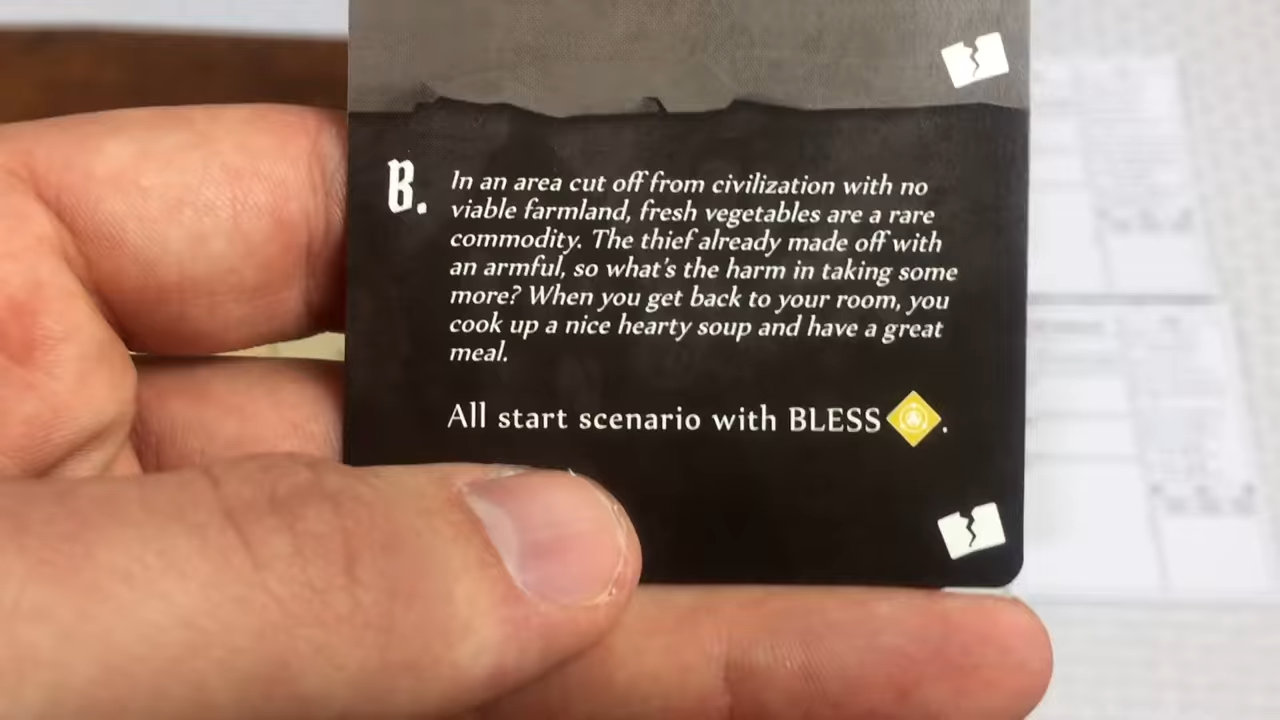 B.
In an area cut off from civilization with no
viable farmland, fresh vegetables are a rare
commodity. The thief already made off with
an armful, so what's the harm in taking some
more? When you get back to your room, you
cook up a nice hearty soup and have a great
meal.
All start scenario with BLESS.